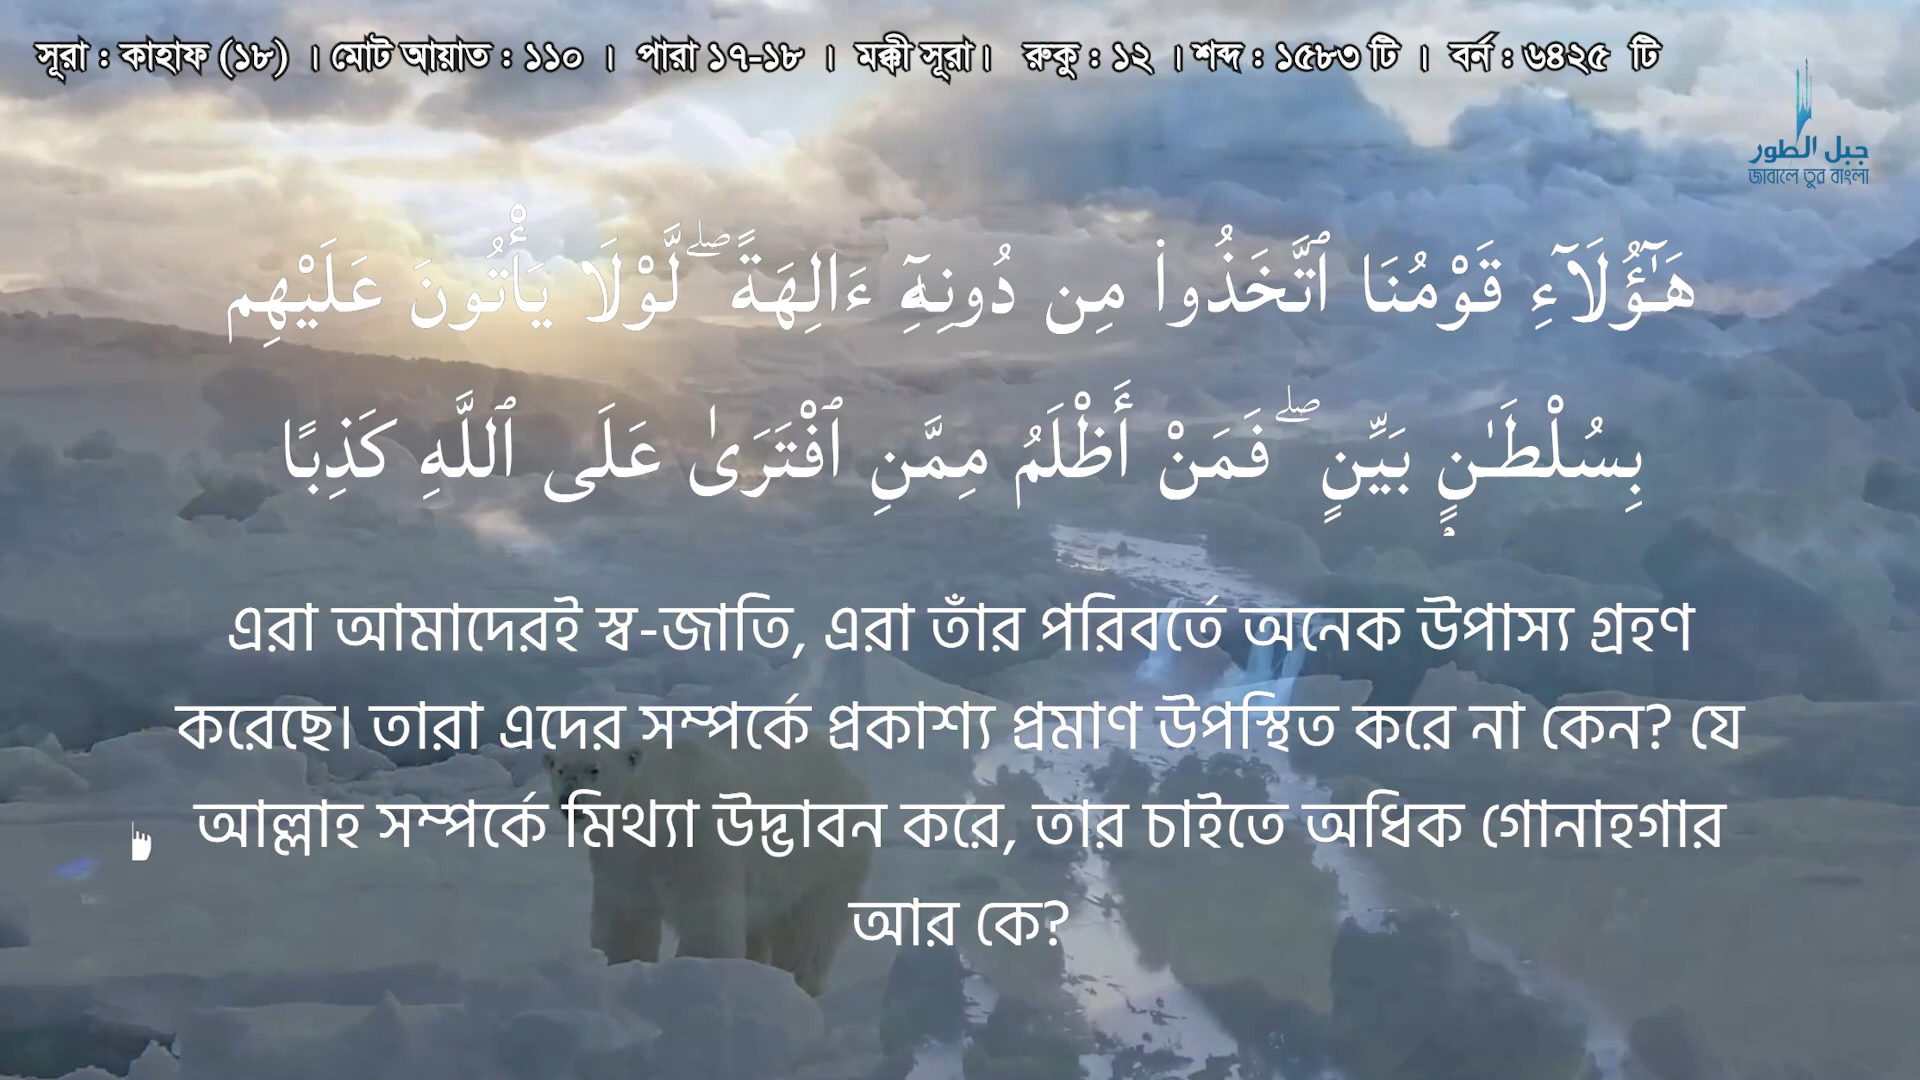 সূরা : কাহাফ (১৮) । মোট আয়াত : ১১০ । পারা ১৭-১৮ । মক্কী সূরা। রুকু : ১২ । শব্দ : ১৫৮৩ টি । বর্ন : ৬৪২৫ টি
جبل الطور
জাবালে তুর বাংলা
هَـٰٓؤُلَآءِ قَوْمُنَا ٱتَّخَذُوا۟ مِن دُونِهِۦٓ ءَالِهَةًۭ ۖ لَّوْلَا يَأْتُونَ عَلَيْهِم
بِسُلْطَـٰنٍۭ بَيِّنٍۢ ۖ فَمَنْ أَظْلَمُ مِمَّنِ ٱفْتَرَىٰ عَلَى ٱللَّهِ كَذِبًا
এরা আমাদেরই স্ব-জাতি, এরা তাঁর পরিবর্তে অনেক উপাস্য গ্রহণ
করেছে। তারা এদের সম্পর্কে প্রকাশ্য প্রমাণ উপস্থিত করে না কেন? যে
আল্লাহ সম্পর্কে মিথ্যা উদ্ভাবন করে, তার চাইতে অধিক গোনাহগার
আর কে?